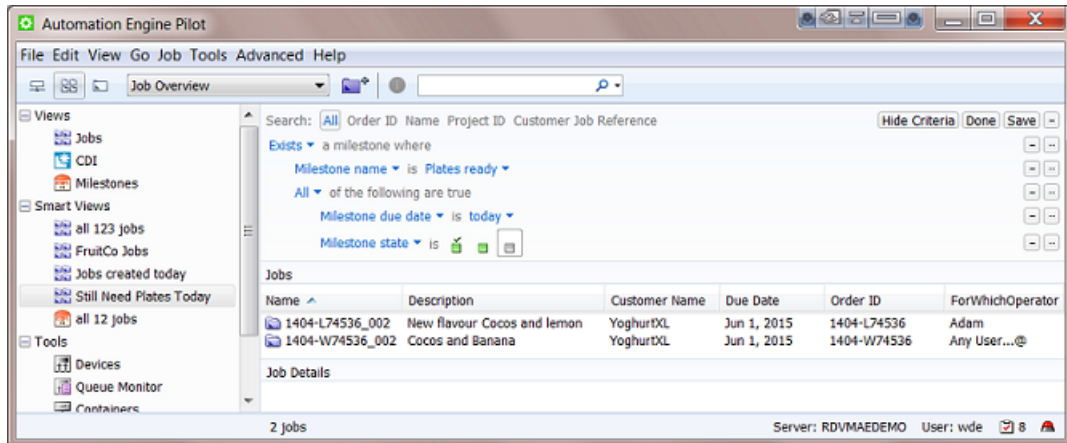 Automation Engine Pilot
File Edit View Go Job Tools Advanced Help
Job Overview
Views
Jobs
CDI
Milestones
Smart Views
all 123 jobs
FruitCo Jobs
Jobs created today
Still Need Plates Today
all 12 jobs
Tools
Devices
Queue Monitor
Containers
Search: All Order ID Name Project ID Customer Job Reference Hide Criteria Done Save -
Exists a milestone where
Milestone name is Plates ready
All of the following are true
Milestone due date is today
Milestone state is
Jobs
Name Description Customer Name Due Date Order ID ForWhichOperator
1404-L74536_002 New flavour Cocos and lemon YoghurtXL Jun 1, 2015 1404-L74536 Adam
1404-W74536_002 Cocos and Banana YoghurtXL Jun 1, 2015 1404-W74536 Any User...@
Job Details
2 jobs Server: RDVMAEDEMO User: wde 8